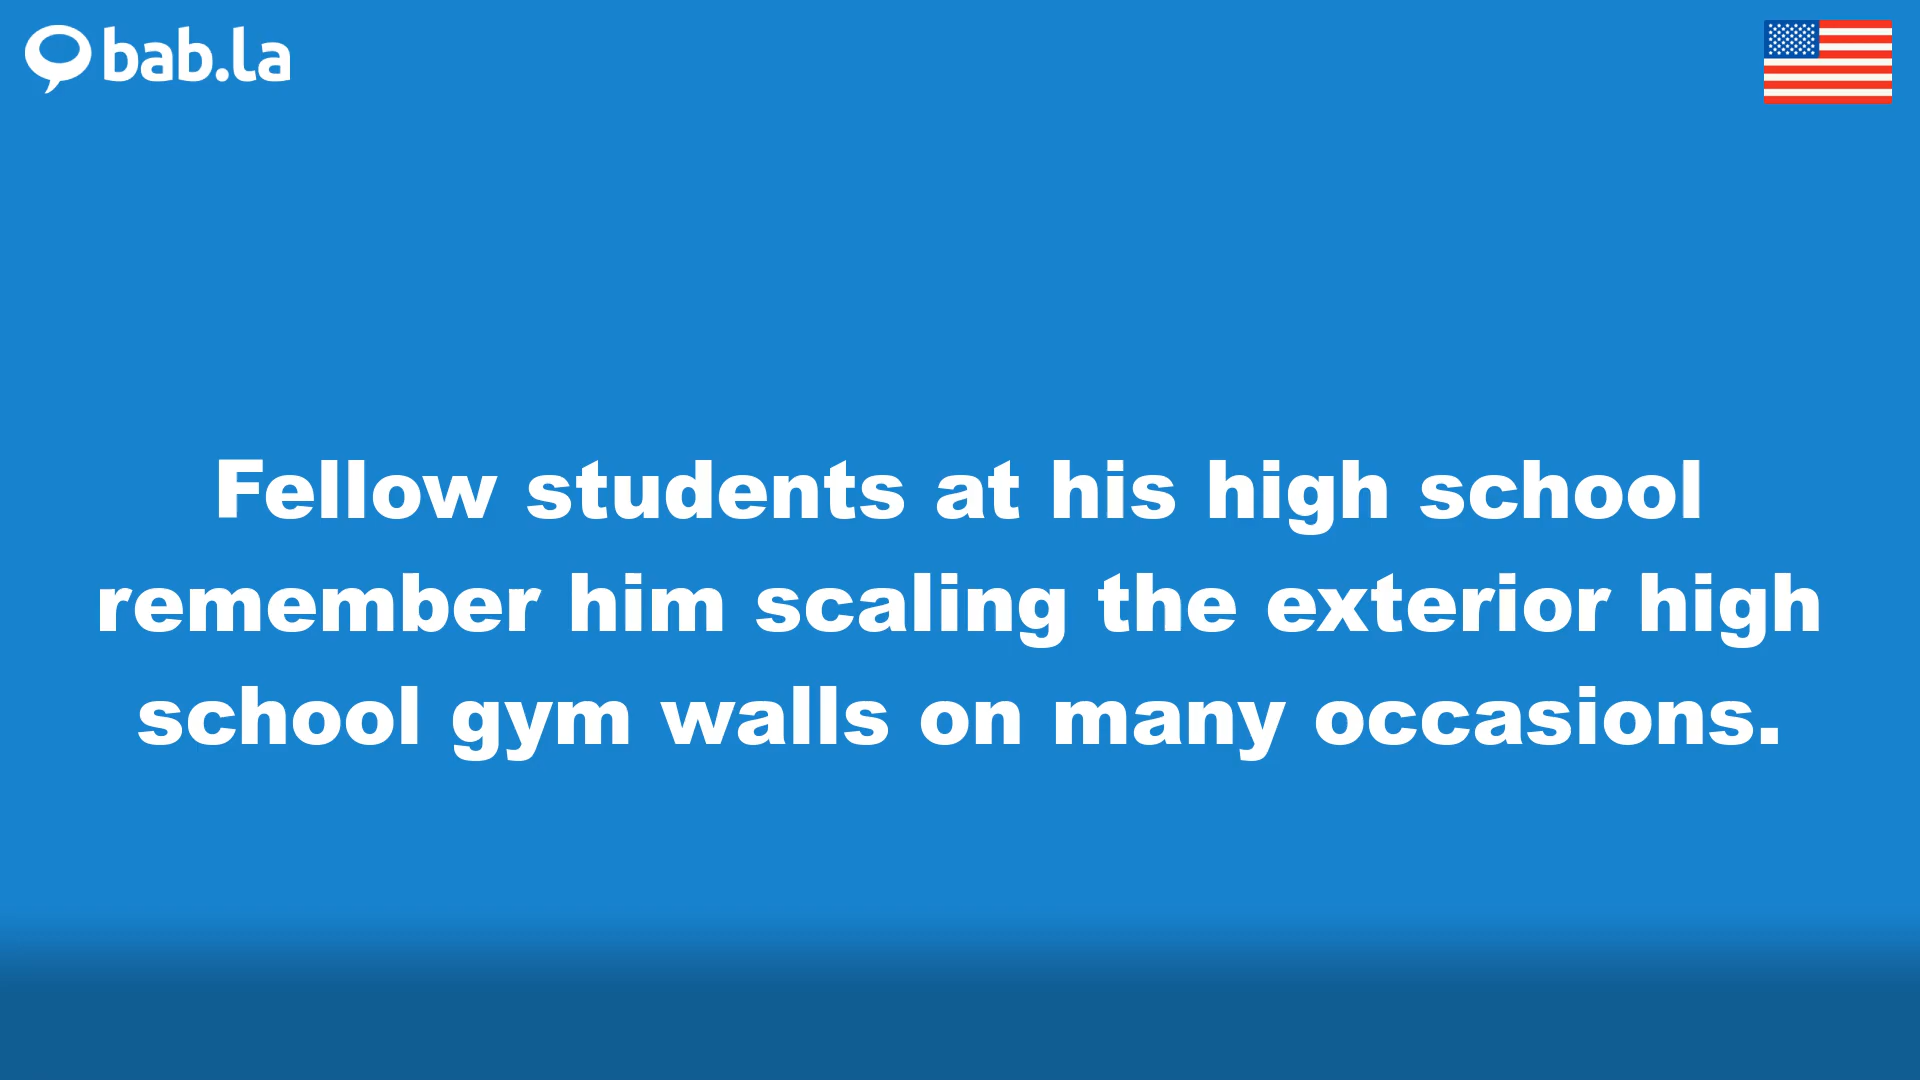 bab.la
Fellow students at his high school
remember him scaling the exterior high
school gym walls on many occasions.